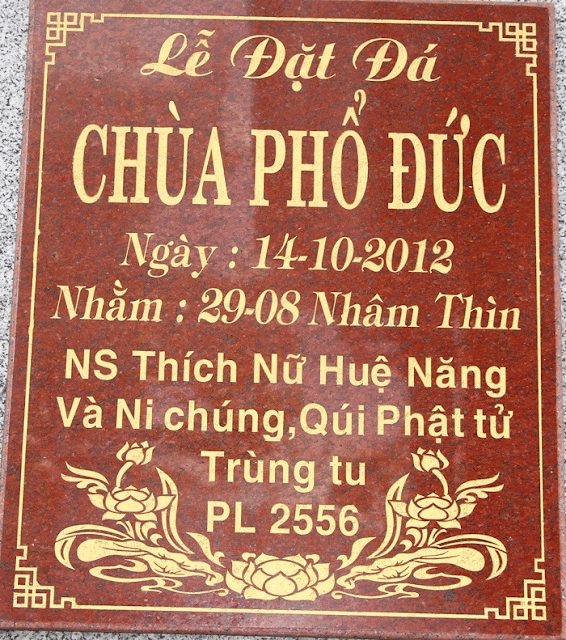 Lễ Đặt Đá
CHÙA PHỔ ĐỨC
Ngày : 14-10-2012
Nhằm : 29-08 Nhâm Thìn
NS Thích Nữ Huệ Năng
Và Ni chúng,Qúi Phật tử
Trùng tu
PL 2556